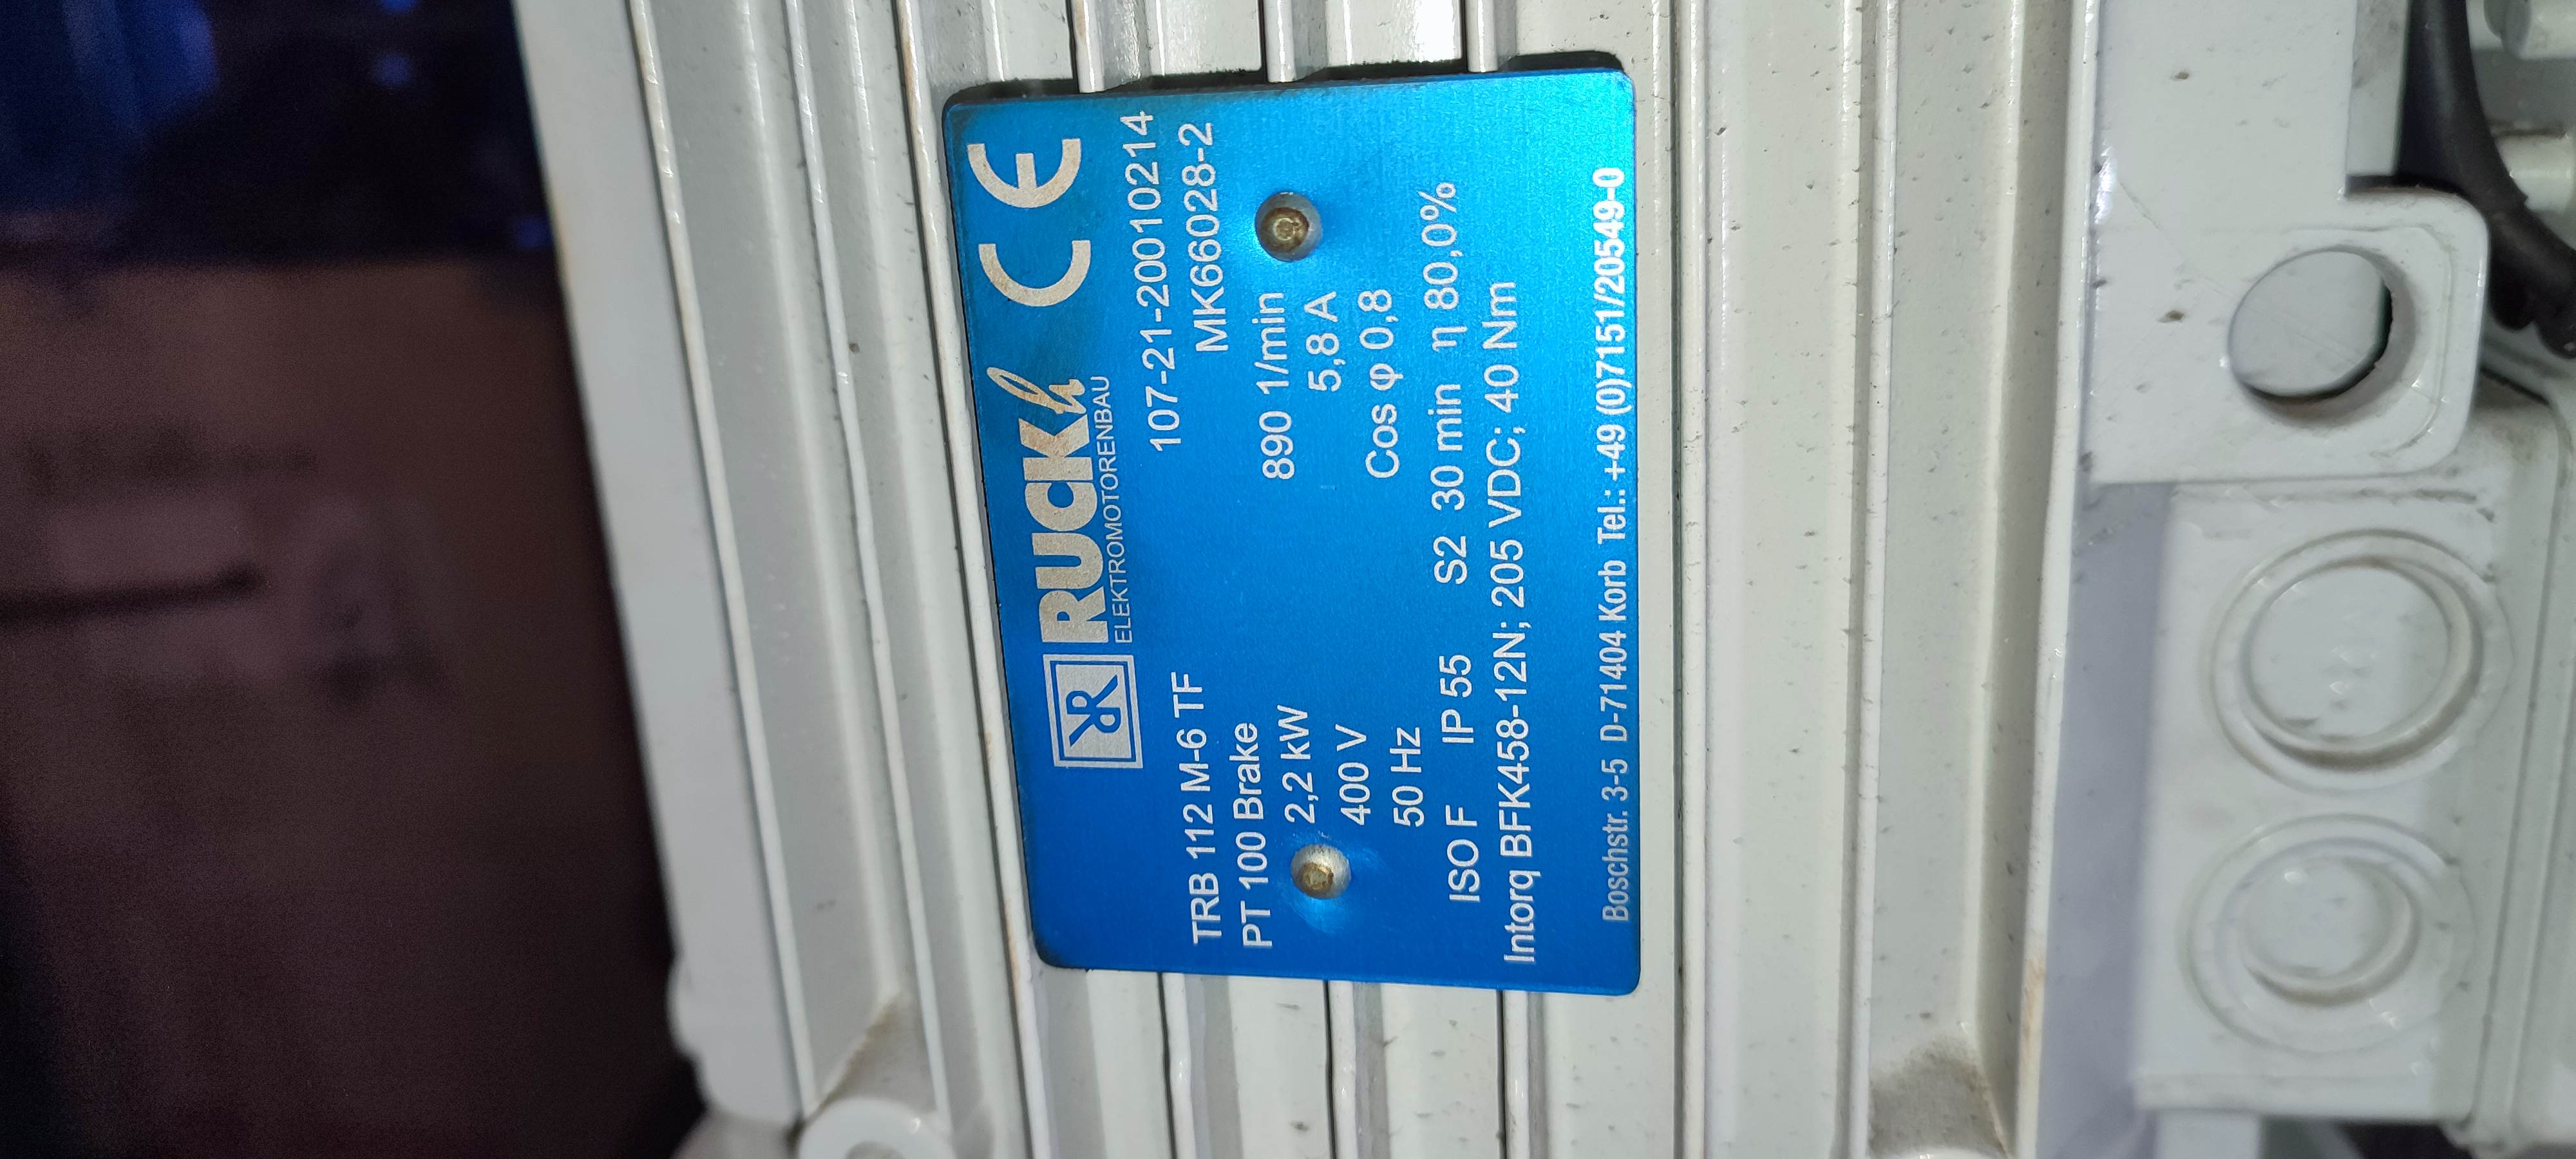 RR RUCKh CE
ELEKTROMOTORENBAU
107-21-20010214
TRB 112 M-6 TF MK66028-2
PT 100 Brake
2,2 kW 890 1/min
400 V 5,8 A
50 Hz Cos φ 0,8
ISO F IP 55 S2 30 min η 80,0%
Intorq BFK458-12N; 205 VDC; 40 Nm
Boschstr. 3-5 D-71404 Korb Tel.: +49 (0)7151/20549-0